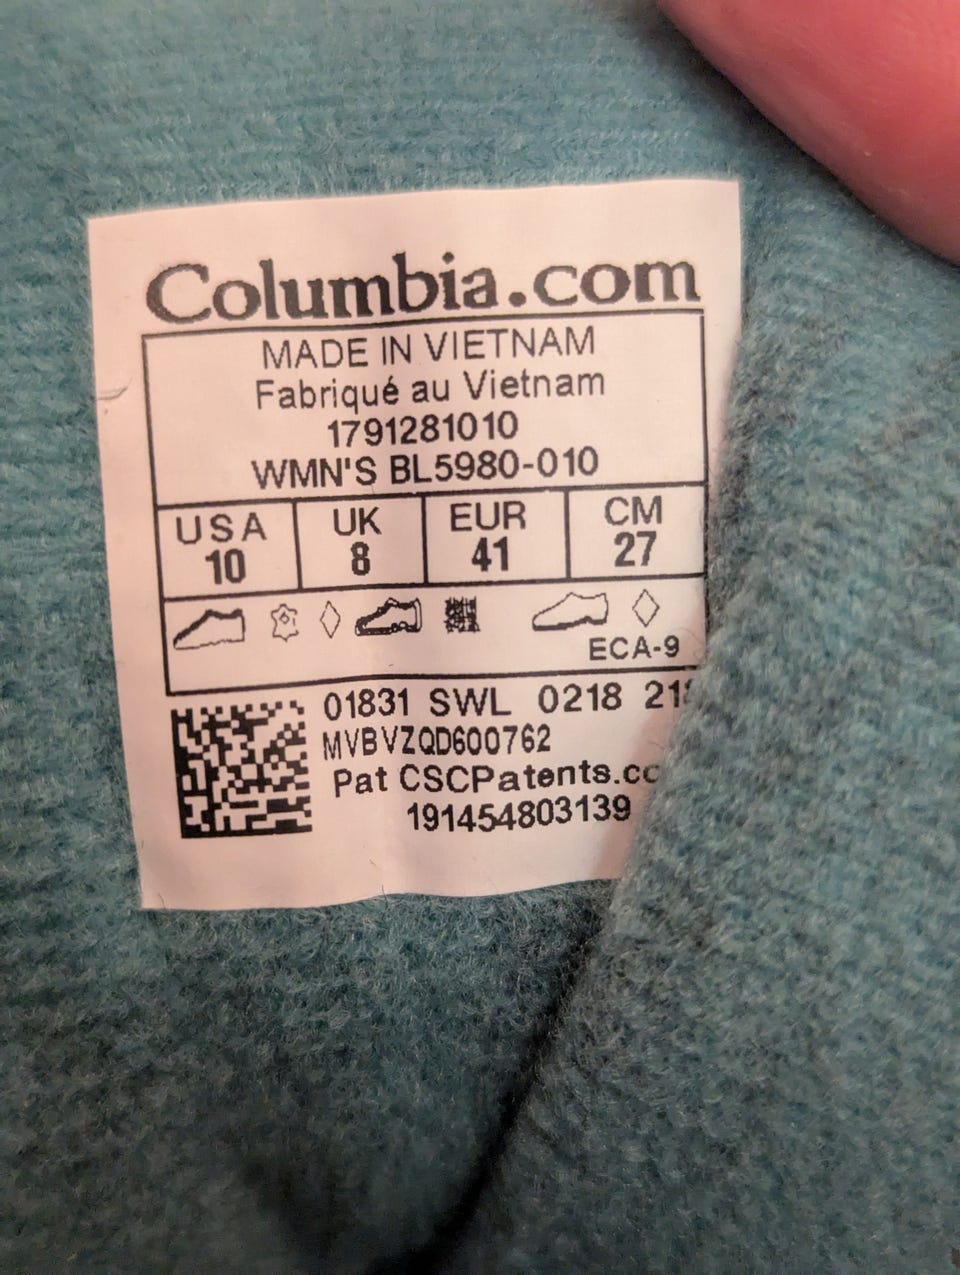 Columbia.com
MADE IN VIETNAM
Fabriqué au Vietnam
1791281010
WMN'S BL5980-010
USA UK EUR CM
10 8 41 27
ECA-9
01831 SWL 0218
MVBVZQD600762
Pat
191454803139